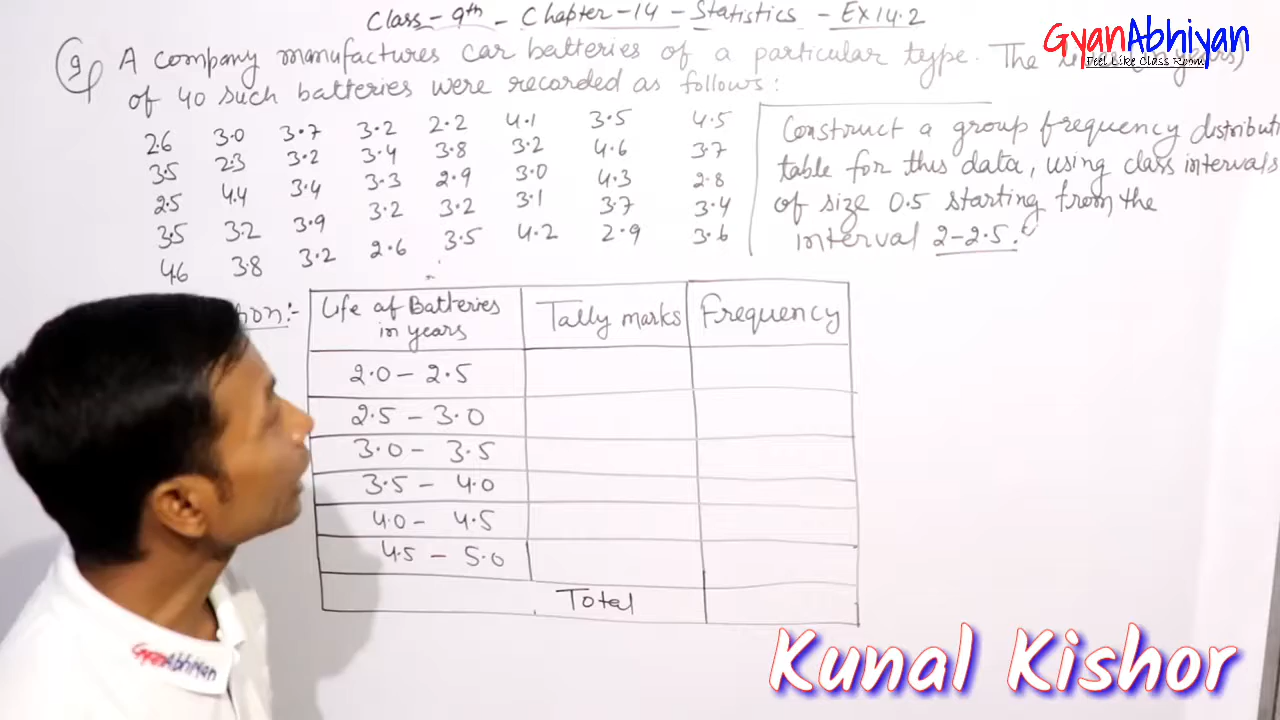 Class-9th - Chapter-14 - Statistics - EX 14.2
GyanAbhiyan
Feel Like Class Room
9 A company manufactures car batteries of a particular type. The years)
of 40 such batteries were recorded as follows:
2.6 3.0 3.7 3.2 2.2 4.1 3.5 4.5
3.5 2.3 3.2 3.4 3.8 3.2 4.6 3.7
2.5 4.4 3.4 3.3 2.9 3.0 4.3 2.8
3.5 3.2 3.9 3.2 3.2 3.1 3.7 3.4
4.6 3.8 3.2 2.6 3.5 4.2 2.9 3.6
Construct a group frequency distribut
table for this data, using class intervals
of size 0.5 starting from the
interval 2-2.5.
ion:-
Life of Batteries in years Tally marks Frequency
2.0 - 2.5
2.5 - 3.0
3.0 - 3.5
3.5 - 4.0
4.0 - 4.5
4.5 - 5.0
Total
GyanAbhiyan
Kunal Kishor